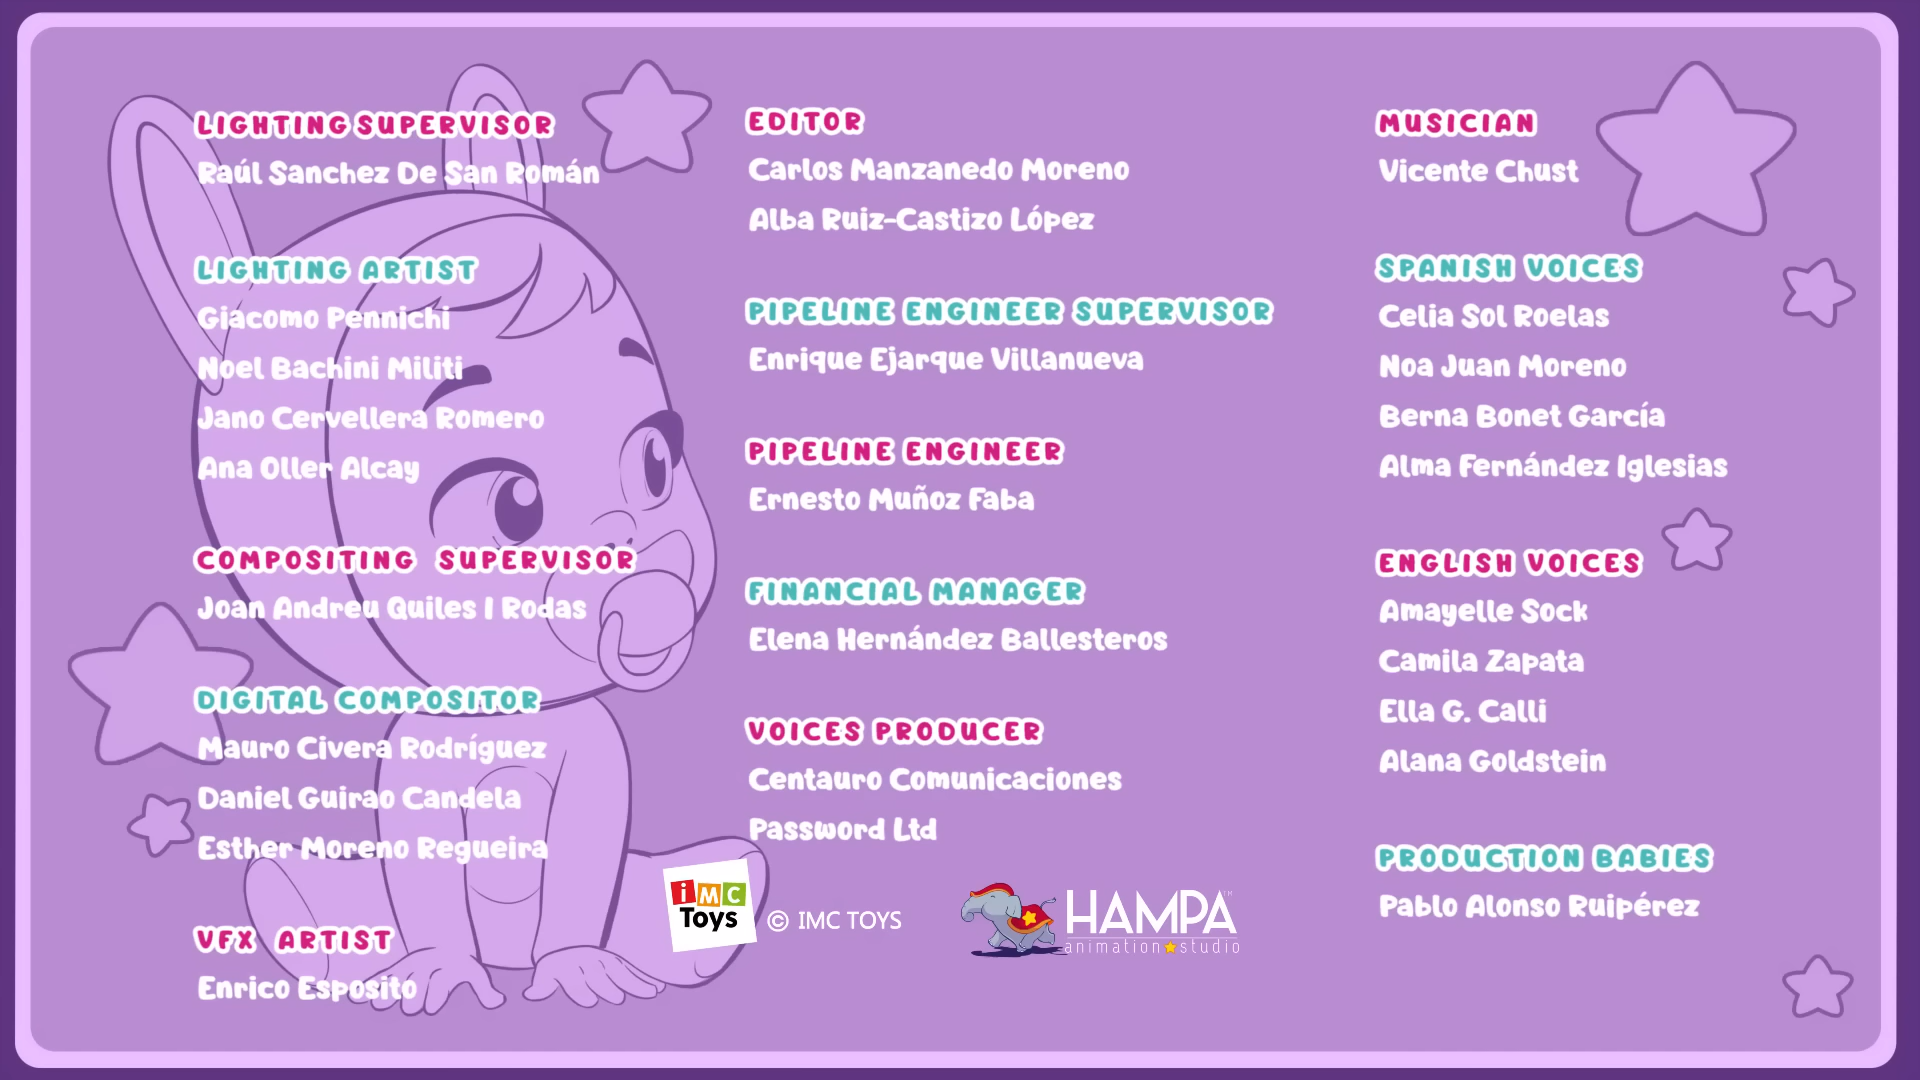 LIGHTING SUPERVISOR
Raúl Sanchez De San Román
LIGHTING ARTIST
Giacomo Pennichi
Noel Bachini Militi
Jano Cervellera Romero
Ana Oller Alcay
COMPOSITING SUPERVISOR
Joan Andreu Quiles I Rodas
DIGITAL COMPOSITOR
Mauro Civera Rodríguez
Daniel Guirao Candela
Esther Moreno Regueira
VFX ARTIST
Enrico Esposito
EDITOR
Carlos Manzanedo Moreno
Alba Ruiz-Castizo López
PIPELINE ENGINEER SUPERVISOR
Enrique Ejarque Villanueva
PIPELINE ENGINEER
Ernesto Muñoz Faba
FINANCIAL MANAGER
Elena Hernández Ballesteros
VOICES PRODUCER
Centauro Comunicaciones
Password Ltd
iMC
Toys
© IMC TOYS
HAMPA™
animation studio
MUSICIAN
Vicente Chust
SPANISH VOICES
Celia Sol Roelas
Noa Juan Moreno
Berna Bonet García
Alma Fernández Iglesias
ENGLISH VOICES
Amayelle Sock
Camila Zapata
Ella G. Calli
Alana Goldstein
PRODUCTION BABIES
Pablo Alonso Ruipérez